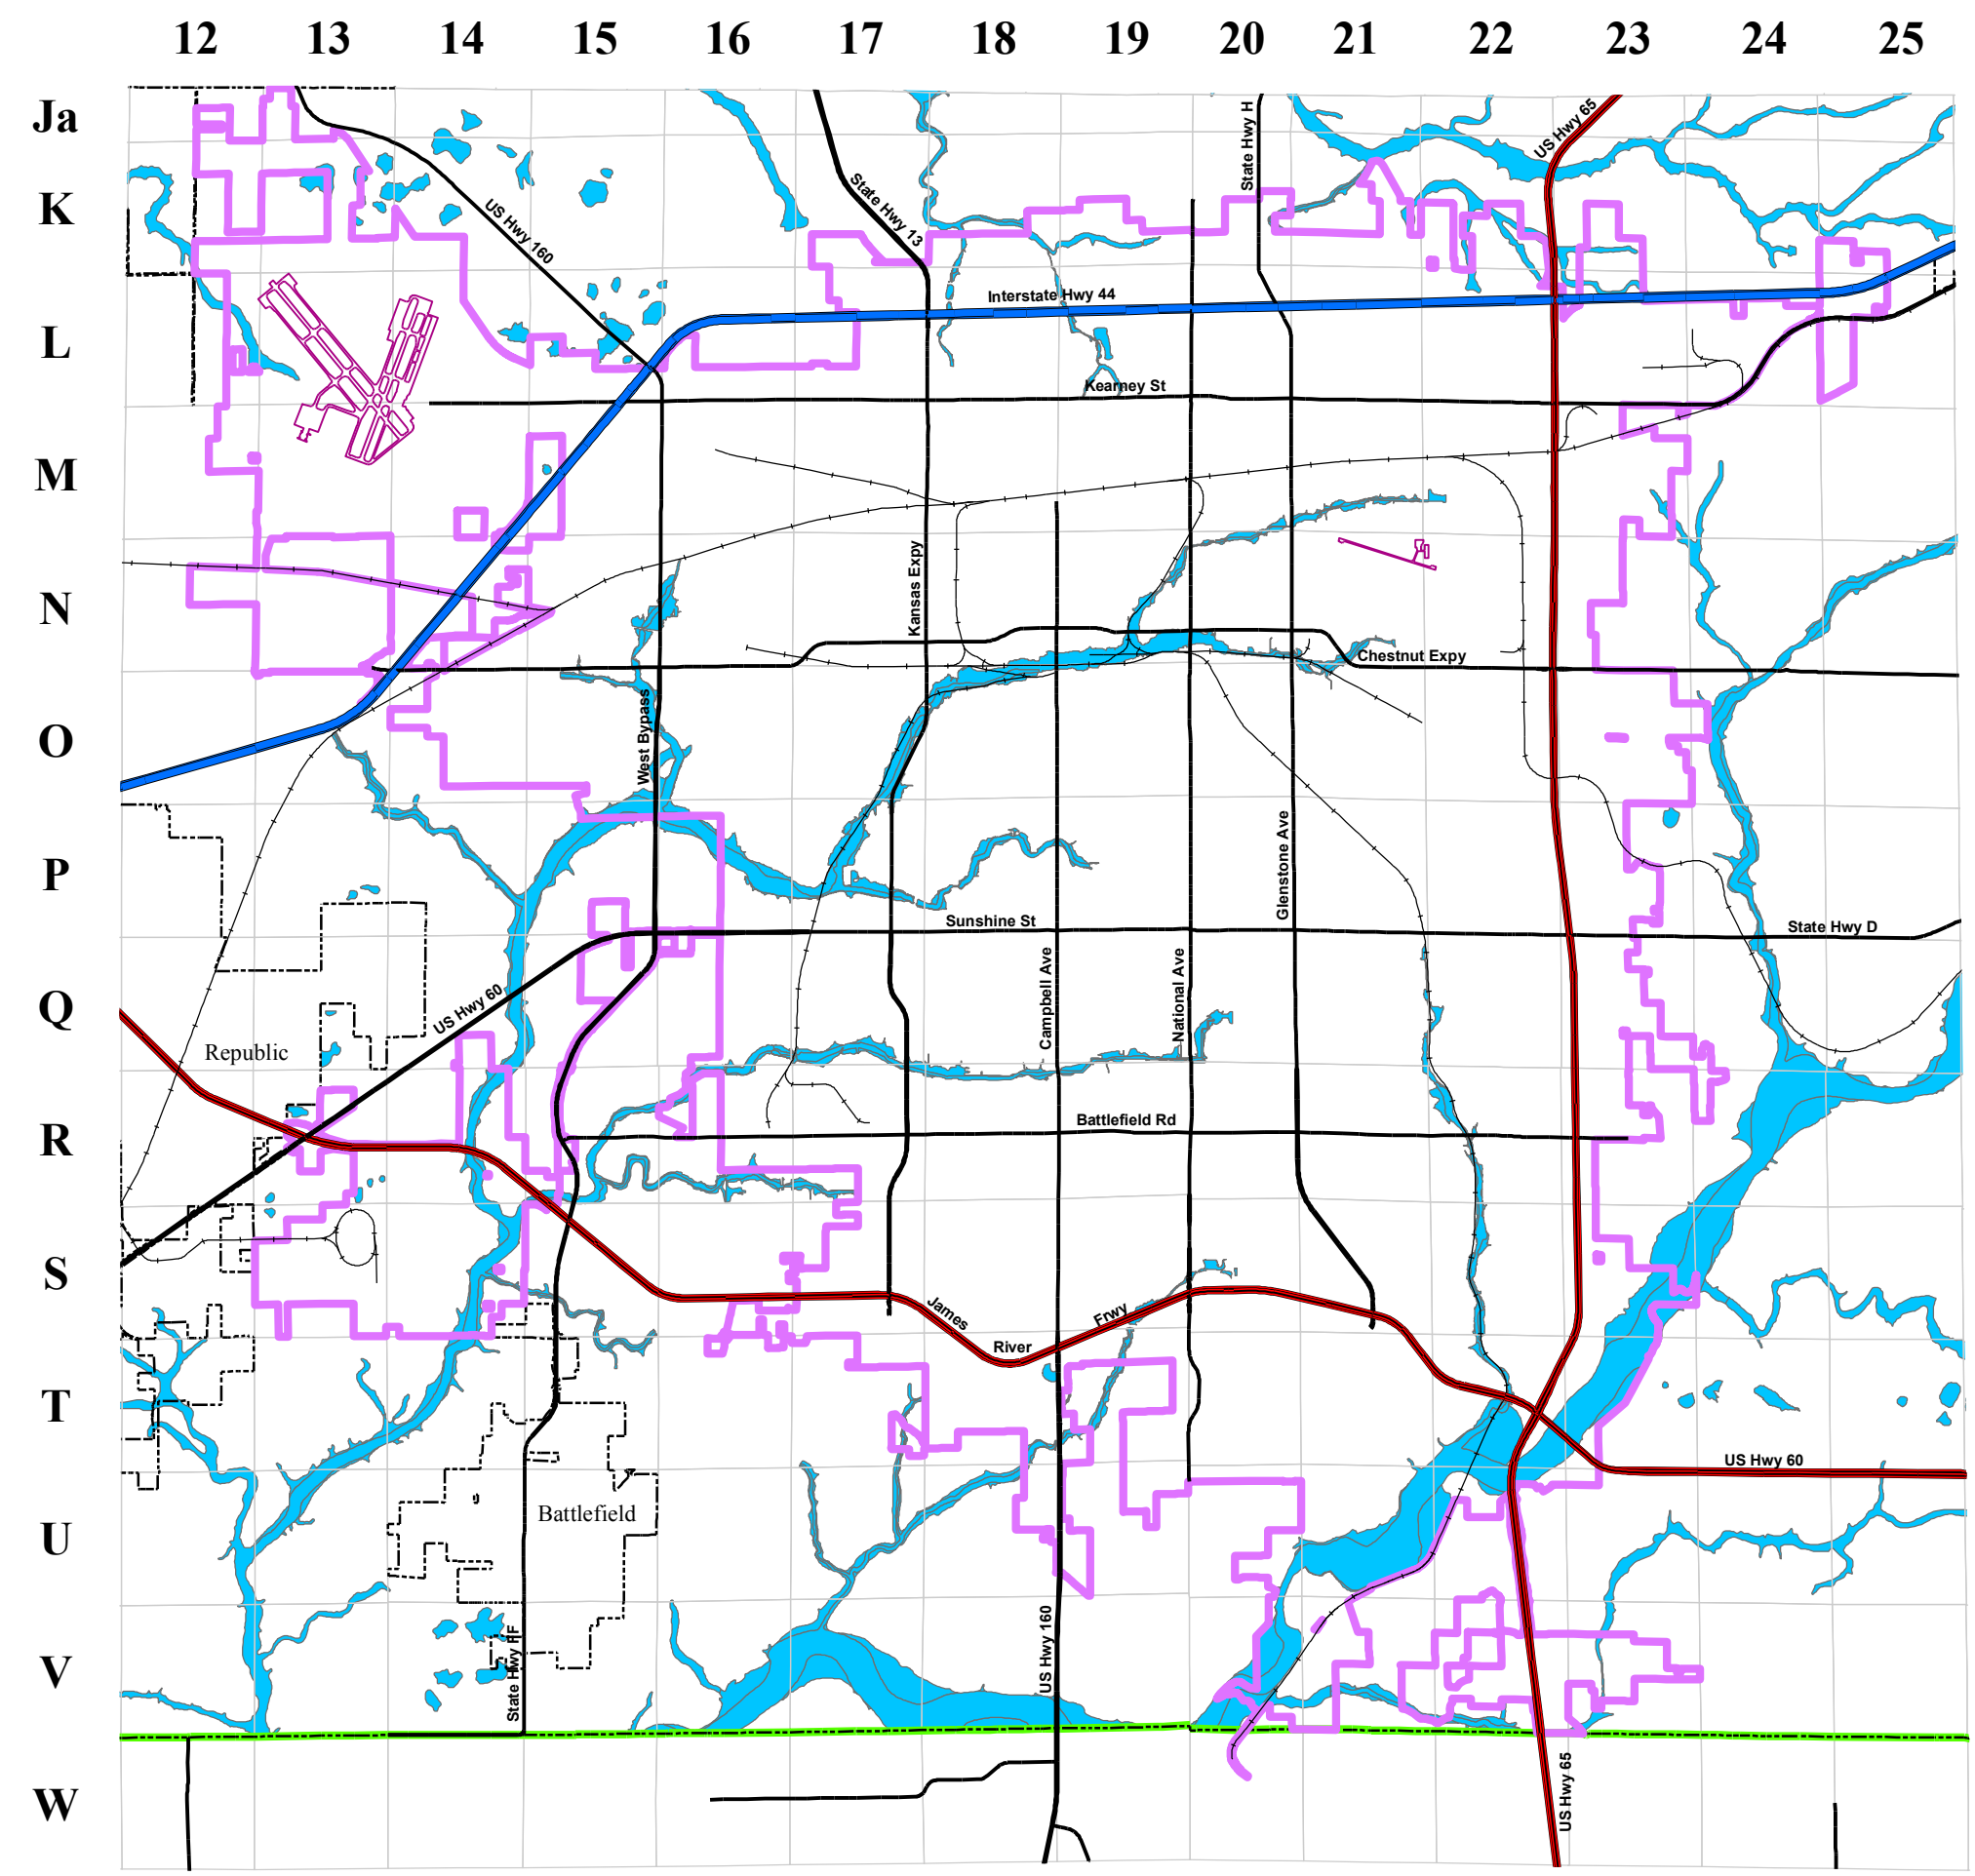 12 13 14 15 16 17 18 19 20 21 22 23 24 25
Ja
K
L
M
N
O
P
Q
R
S
T
U
V
W
US Hwy 65
State Hwy H
State Hwy 13
US Hwy 160
Interstate Hwy 44
Kearney St
Kansas Expy
Chestnut Expy
West Bypass
Glenstone Ave
Sunshine St
State Hwy D
Campbell Ave
National Ave
US Hwy 60
Republic
Battlefield Rd
James
River
Frwy
US Hwy 60
Battlefield
State Hwy FF
US Hwy 160
US Hwy 65